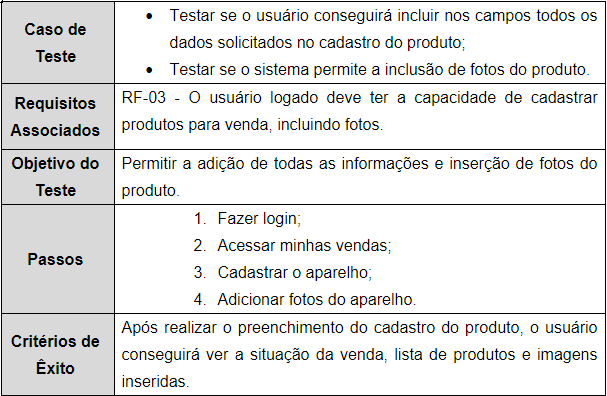 Caso de
Teste
• Testar se o usuário conseguirá incluir nos campos todos os
dados solicitados no cadastro do produto;
• Testar se o sistema permite a inclusão de fotos do produto.
Requisitos
Associados
RF-03 - O usuário logado deve ter a capacidade de cadastrar
produtos para venda, incluindo fotos.
Objetivo do
Teste
Permitir a adição de todas as informações e inserção de fotos do
produto.
Passos
1. Fazer login;
2. Acessar minhas vendas;
3. Cadastrar o aparelho;
4. Adicionar fotos do aparelho.
Critérios de
Êxito
Após realizar o preenchimento do cadastro do produto, o usuário
conseguirá ver a situação da venda, lista de produtos e imagens
inseridas.